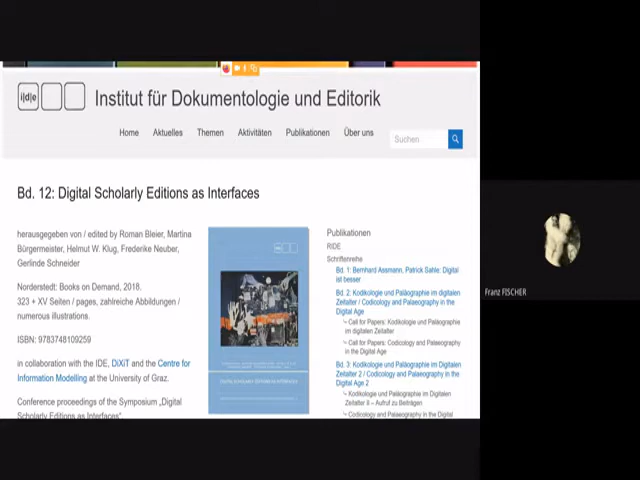 i|d|e
Institut für Dokumentologie und Editorik
Home Aktuelles Themen Aktivitäten Publikationen Über uns
Suchen
Bd. 12: Digital Scholarly Editions as Interfaces
herausgegeben von / edited by Roman Bleier, Martina
Bürgermeister, Helmut W. Klug, Frederike Neuber,
Gerlinde Schneider
Norderstedt: Books on Demand, 2018.
323 + XV Seiten / pages, zahlreiche Abbildungen /
numerous illustrations.
ISBN: 9783748109259
in collaboration with the IDE, DiXiT and the Centre for
Information Modelling at the University of Graz.
Conference proceedings of the Symposium „Digital
Scholarly Editions as Interfaces“.
DIGITAL SCHOLARLY EDITIONS AS INTERFACES
Publikationen
RIDE
Schriftenreihe
Bd. 1: Bernhard Assmann, Patrick Sahle: Digital
ist besser
Bd. 2: Kodikologie und Paläographie im digitalen
Zeitalter / Codicology and Palaeography in the
Digital Age
Call for Papers: Kodikologie und Paläographie
im digitalen Zeitalter
Call for Papers: Codicology and Palaeography
in the Digital Age
Bd. 3: Kodikologie und Paläographie im Digitalen
Zeitalter 2 / Codicology and Palaeography in the
Digital Age 2
Kodikologie und Paläographie im Digitalen
Zeitalter II – Aufruf zu Beiträgen
Codicology and Palaeography in the Digital
Franz FISCHER